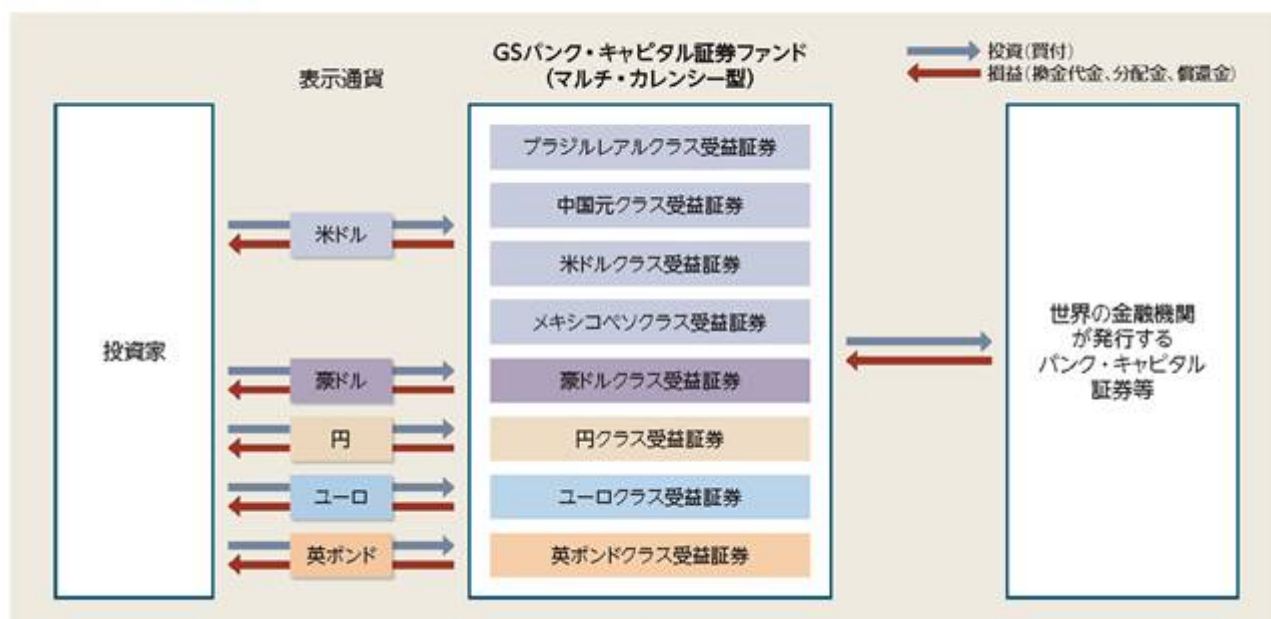 GSバンク・キャピタル証券ファンド
(マルチ・カレンシー型)
表示通貨
投資(買付)
損益(換金代金、分配金、償還金)
投資家
米ドル
豪ドル
円
ユーロ
英ポンド
ブラジルレアルクラス受益証券
中国元クラス受益証券
米ドルクラス受益証券
メキシコペソクラス受益証券
豪ドルクラス受益証券
円クラス受益証券
ユーロクラス受益証券
英ポンドクラス受益証券
世界の金融機関
が発行する
バンク・キャピタル
証券等